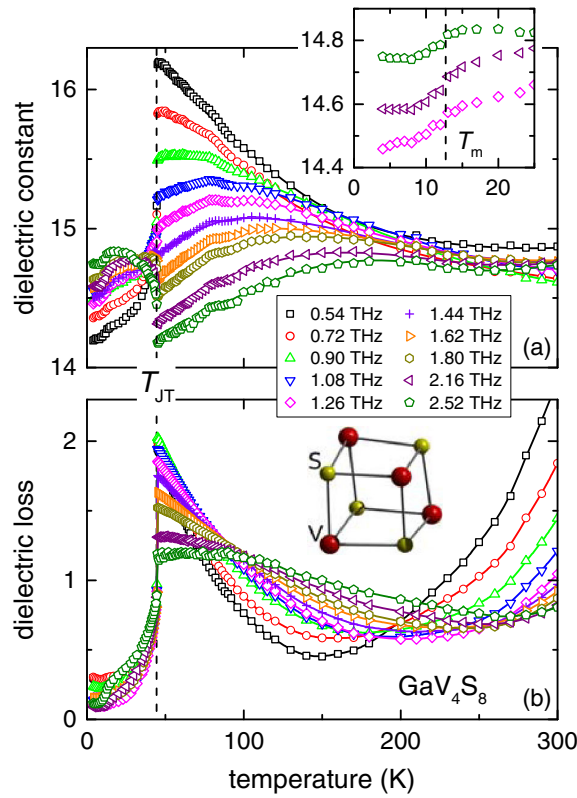 14.8
14.6
14.4
0 10 20
T_m
16
15
14
dielectric constant
(a)
T_JT
0.54 THz 1.44 THz
0.72 THz 1.62 THz
0.90 THz 1.80 THz
1.08 THz 2.16 THz
1.26 THz 2.52 THz
2
1
0
dielectric loss
S
V
GaV₄S₈
(b)
0 100 200 300
temperature (K)